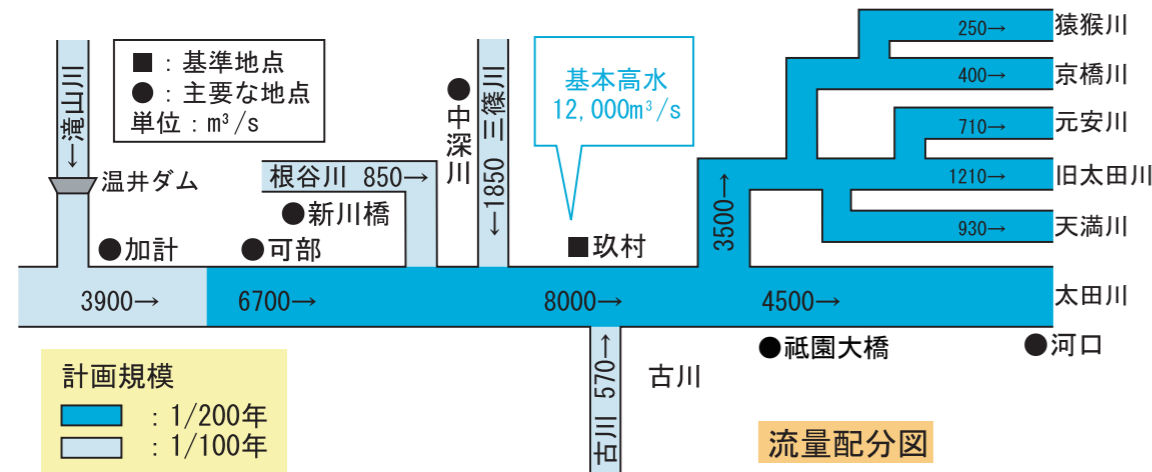 250→
猿猴川
400→
京橋川
710→
元安川
1210→
旧太田川
930→
天満川
■：基準地点
●：主要な地点
単位：m³/s
←滝山川
温井ダム
●中深川
←1850 三篠川
基本高水
12,000m³/s
根谷川 850→
●新川橋
3500→
●加計
●可部
■玖村
3900→
6700→
8000→
4500→
太田川
●祇園大橋
●河口
古川 570→
古川
計画規模
：1/200年
：1/100年
流量配分図